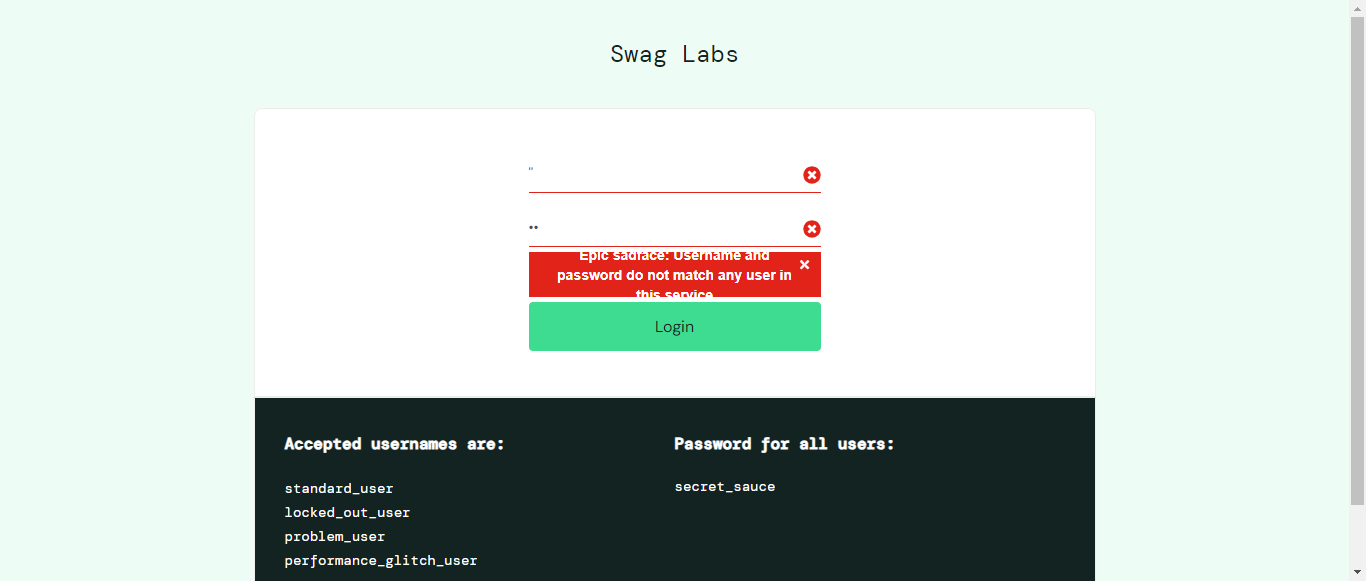 Swag Labs
"
••
Epic sadface: Username and
password do not match any user in
this service
Login
Accepted usernames are:
standard_user
locked_out_user
problem_user
performance_glitch_user
Password for all users:
secret_sauce